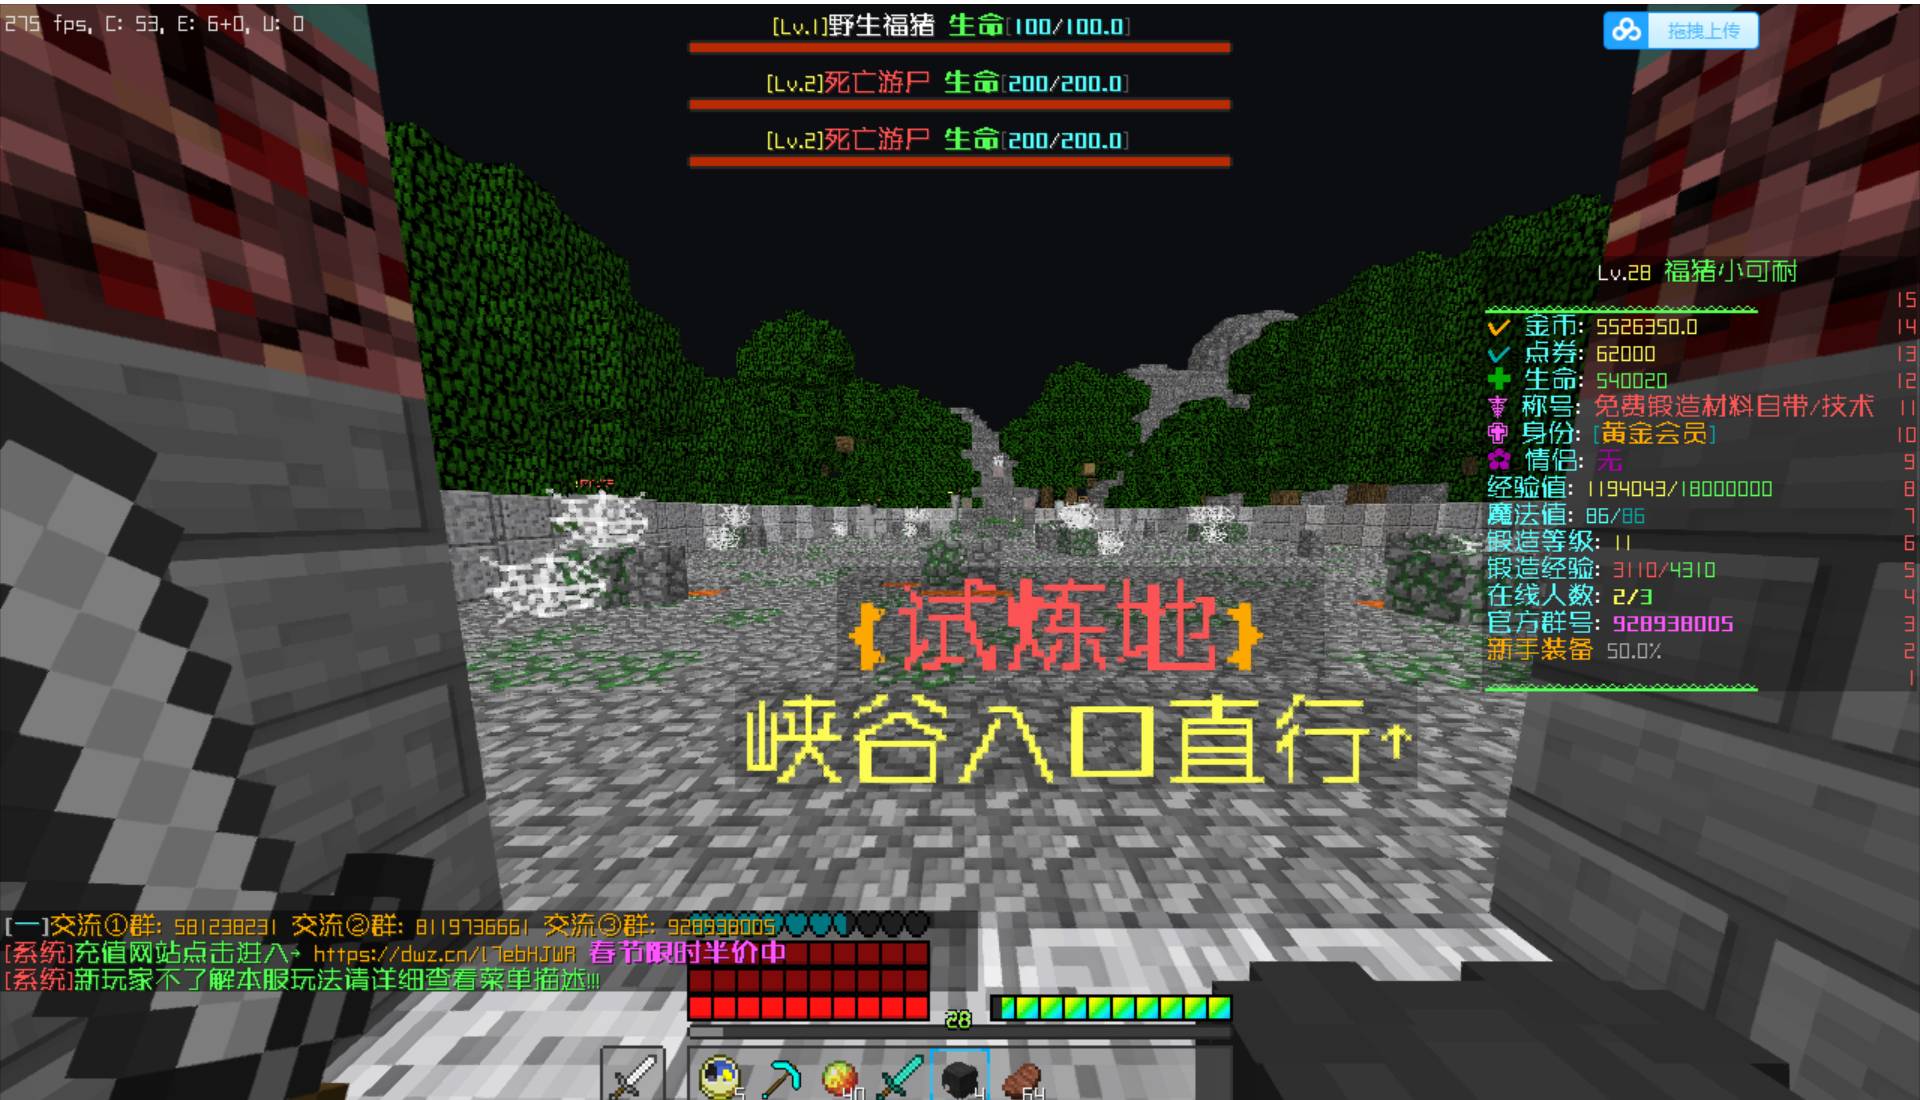 275 fps, C: 53, E: 6+0, U: 0
[Lv.1]野生福猪 生命[100/100.0]
[Lv.2]死亡游尸 生命[200/200.0]
[Lv.2]死亡游尸 生命[200/200.0]
拖拽上传
Lv.28 福猪小可耐
15
金币: 5526350.0 14
点券: 62000 13
生命: 540020 12
称号: 免费锻造材料自带/技术 11
身份: [黄金会员] 10
情侣: 无 9
经验值: 1194043/18000000 8
魔法值: 86/86 7
锻造等级: 11 6
锻造经验: 3110/4310 5
在线人数: 2/3 4
官方群号: 928938005 3
新手装备 50.0% 2
1
【试炼地】
峡谷入口直行↑
[一]交流①群: 581238231 交流②群: 8119736661 交流③群: 928938005
[系统]充值网站点击进入→ https://dwz.cn/l7ebHJWA 春节限时半价中
[系统]新玩家不了解本服玩法请详细查看菜单描述!!!
28
5 40 4 64